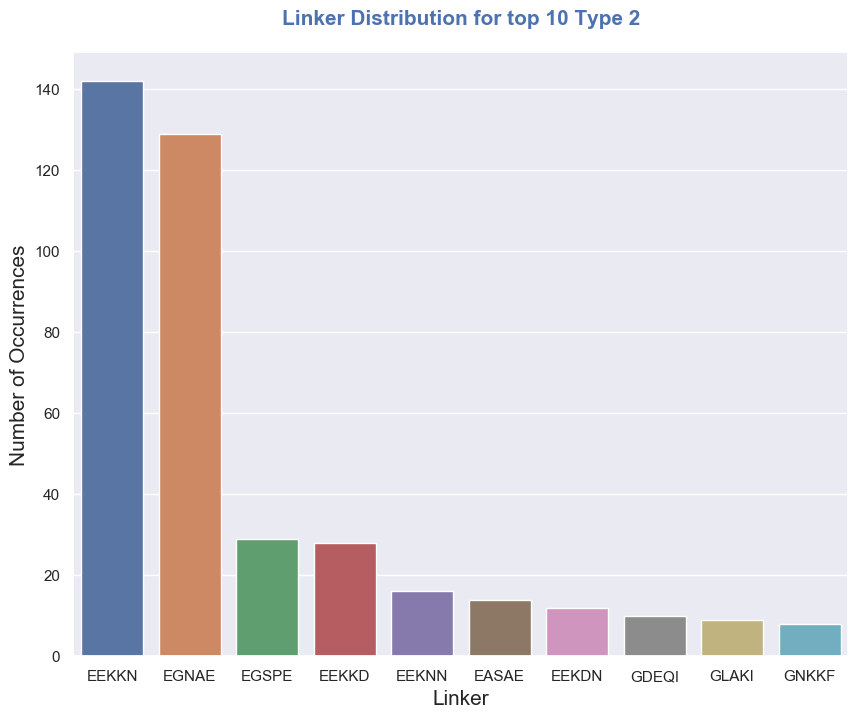 Linker Distribution for top 10 Type 2
Number of Occurrences
140
120
100
80
60
40
20
0
EEKKN EGNAE EGSPE EEKKD EEKNN EASAE EEKDN GDEQI GLAKI GNKKF
Linker